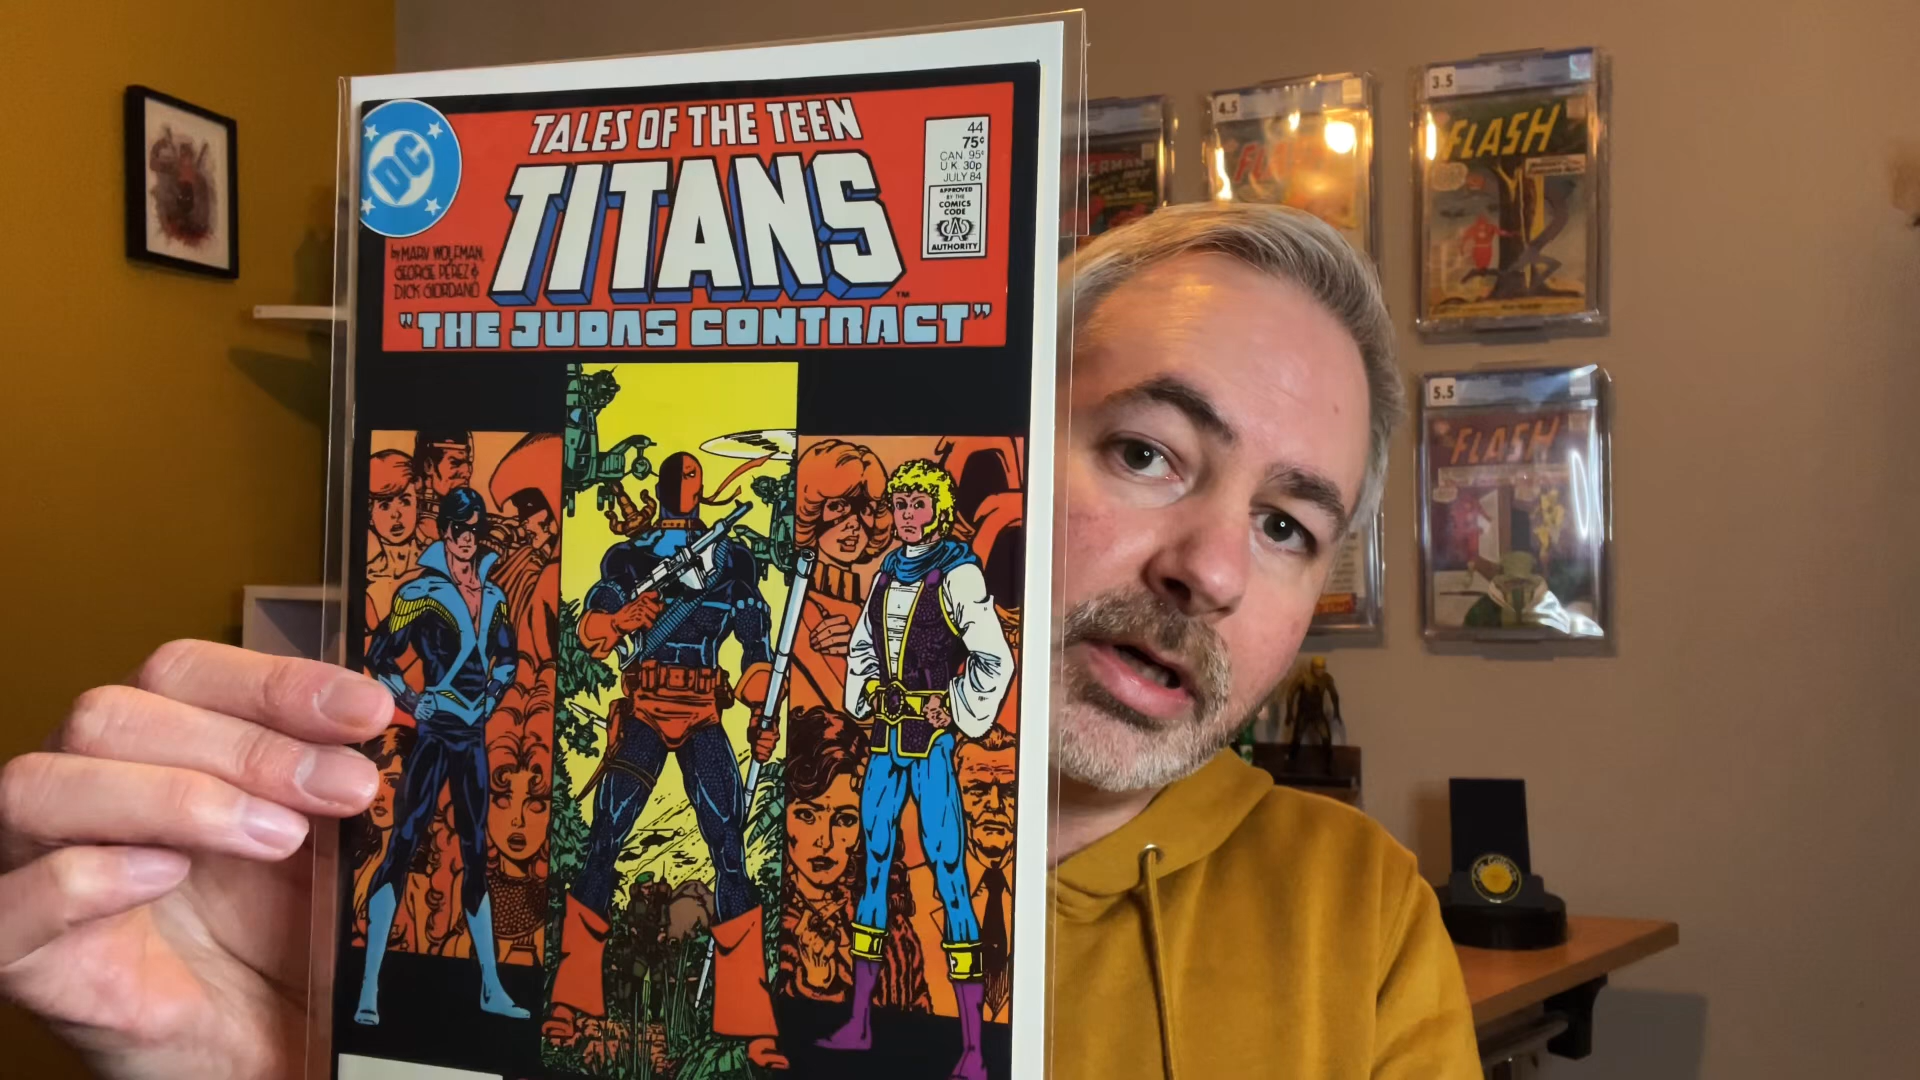 DC
TALES OF THE TEEN
TITANS
TM
"THE JUDAS CONTRACT"
by MARV WOLFMAN,
GEORGE PÉREZ &
DICK GIORDANO
44
75¢
CAN 95¢
U.K. 30p
JULY 84
APPROVED
BY THE
COMICS
CODE
AUTHORITY
4.5
FLASH
3.5
FLASH
5.5
FLASH